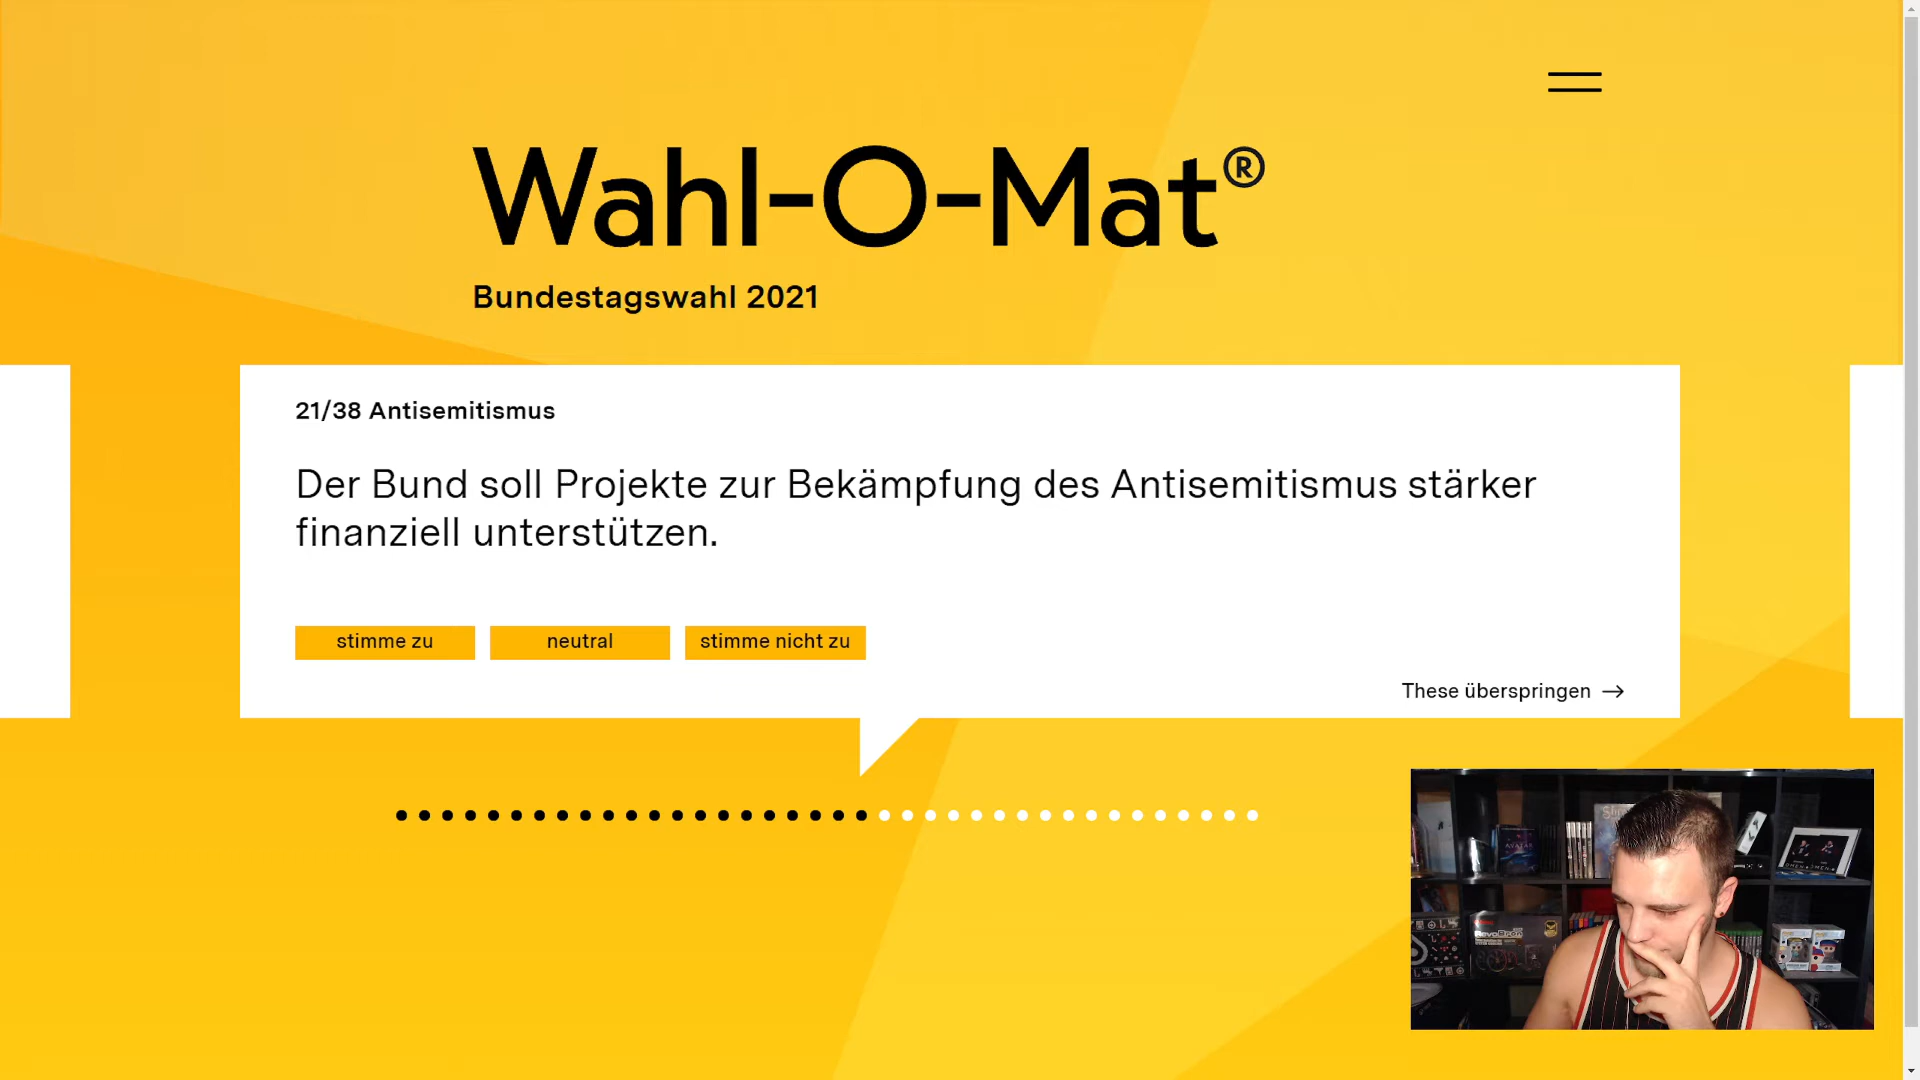 Wahl-O-Mat®
Bundestagswahl 2021
21/38 Antisemitismus
Der Bund soll Projekte zur Bekämpfung des Antisemitismus stärker
finanziell unterstützen.
stimme zu
neutral
stimme nicht zu
These überspringen →
AVATAR